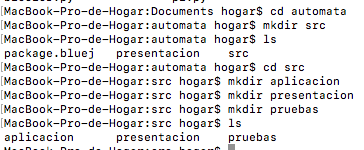 [MacBook-Pro-de-Hogar:Documents hogar$ cd automata
[MacBook-Pro-de-Hogar:automata hogar$ mkdir src
[MacBook-Pro-de-Hogar:automata hogar$ ls
package.bluej presentacion src
[MacBook-Pro-de-Hogar:automata hogar$ cd src
[MacBook-Pro-de-Hogar:src hogar$ mkdir aplicacion
[MacBook-Pro-de-Hogar:src hogar$ mkdir presentacion
[MacBook-Pro-de-Hogar:src hogar$ mkdir pruebas
[MacBook-Pro-de-Hogar:src hogar$ ls
aplicacion presentacion pruebas
MacBook-Pro-de-Hogar:src hogar$